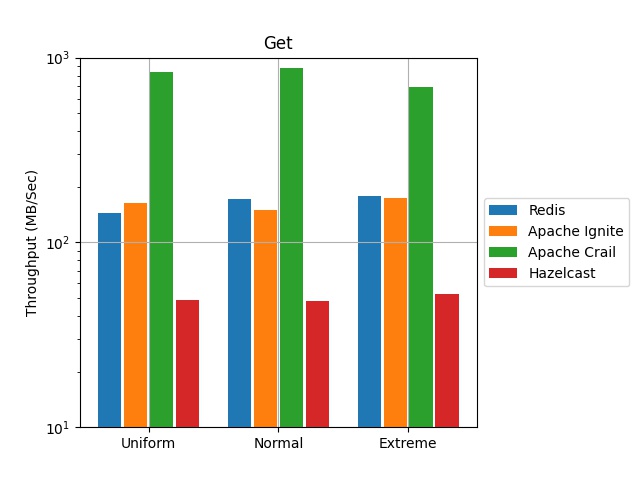 Get
Throughput (MB/Sec)
10³
10²
10¹
Uniform
Normal
Extreme
Redis
Apache Ignite
Apache Crail
Hazelcast